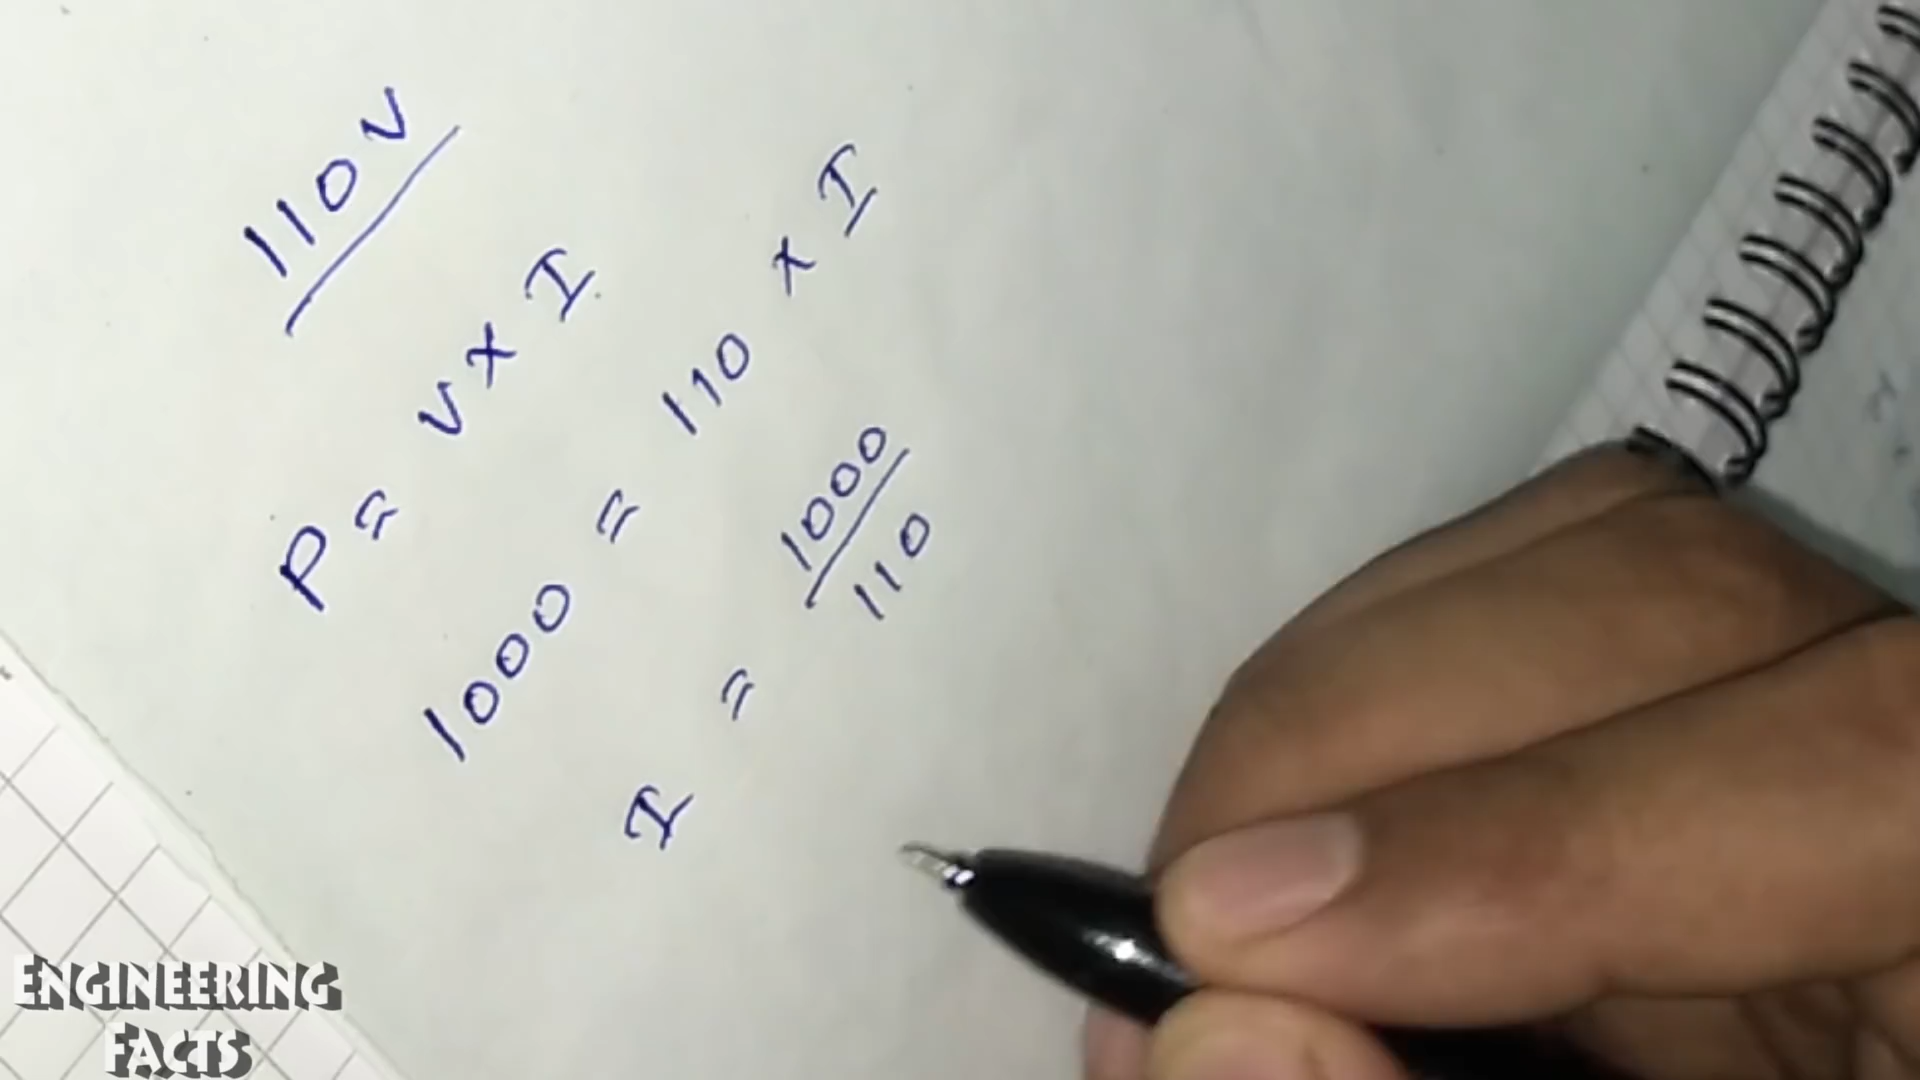 110V
P = V × I
1000 = 110 × I
I = 1000/110
ENGINEERING
FACTS